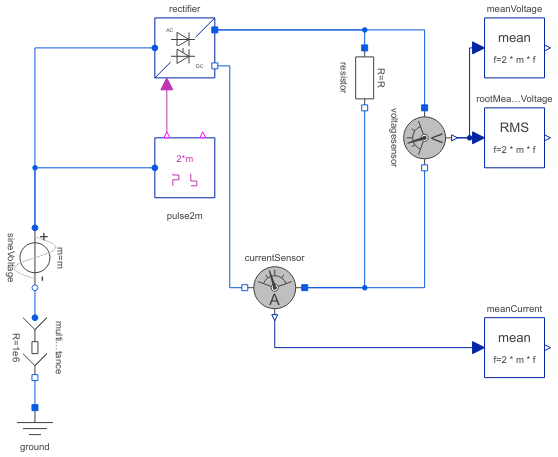 rectifier
AC
DC
meanVoltage
mean
f=2 * m * f
rootMea...Voltage
RMS
f=2 * m * f
R=R
resistor
voltagesensor
V
2*m
pulse2m
sineVoltage
m=m
+
-
currentSensor
A
multi...tance
R=1e6
ground
meanCurrent
mean
f=2 * m * f